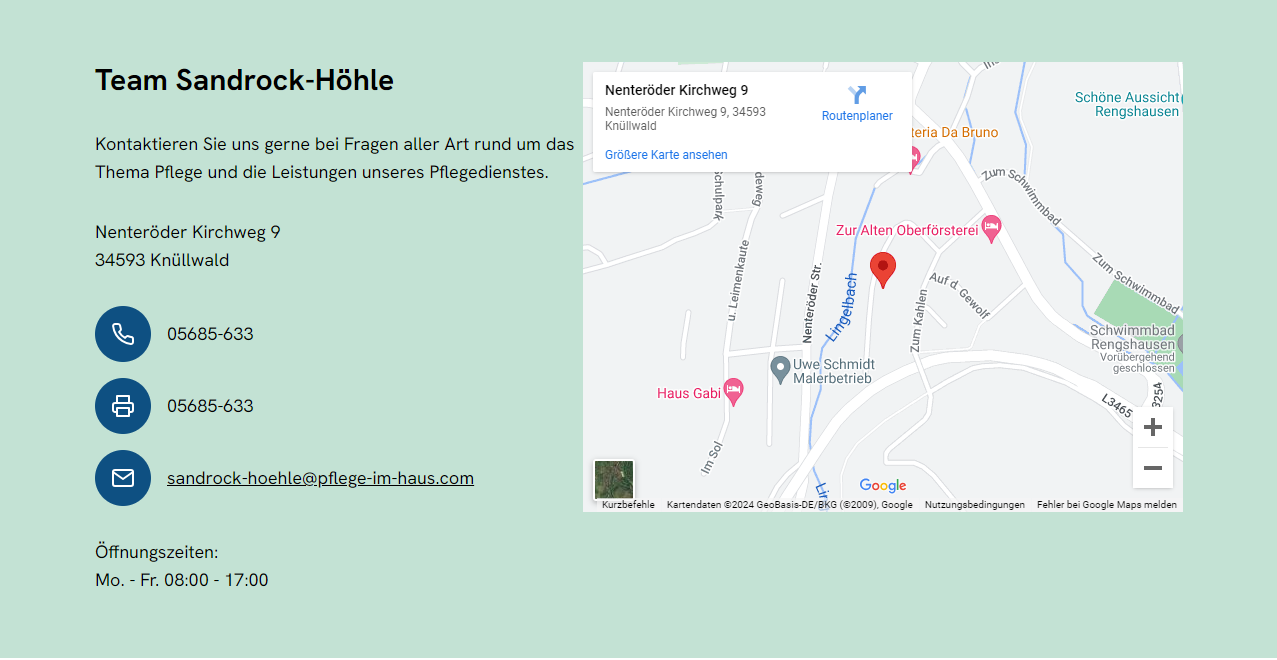 Team Sandrock-Höhle
Kontaktieren Sie uns gerne bei Fragen aller Art rund um das
Thema Pflege und die Leistungen unseres Pflegedienstes.
Nenteröder Kirchweg 9
34593 Knüllwald
05685-633
05685-633
sandrock-hoehle@pflege-im-haus.com
Öffnungszeiten:
Mo. - Fr. 08:00 - 17:00
Nenteröder Kirchweg 9
Nenteröder Kirchweg 9, 34593
Knüllwald
Routenplaner
Größere Karte ansehen
Schöne Aussicht
Rengshausen
teria Da Bruno
Zum Schwimmbad
schulpark
deweg
Zur Alten Oberförsterei
u. Leimenkaute
Nenteröder Str.
Lingelbach
Auf d. Gewolf
Zum Kahlen
Zum Schwimmbad
Schwimmbad
Rengshausen
Vorübergehend
geschlossen
Uwe Schmidt
Malerbetrieb
Haus Gabi
L3465
Im Sol
Google
Kurzbefehle
Kartendaten ©2024 GeoBasis-DE/BKG (©2009), Google
Nutzungsbedingungen
Fehler bei Google Maps melden